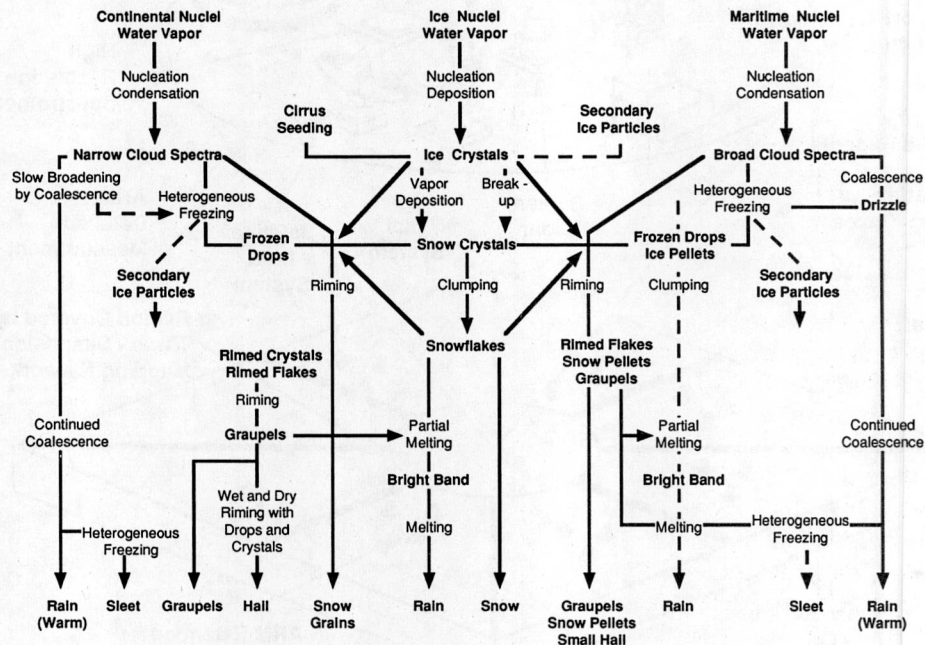 Continental Nuclei
Water Vapor
Ice Nuclei
Water Vapor
Maritime Nuclei
Water Vapor
Nucleation
Condensation
Nucleation
Deposition
Nucleation
Condensation
Cirrus
Seeding
Secondary
Ice Particles
Narrow Cloud Spectra
Ice Crystals
Broad Cloud Spectra
Slow Broadening
by Coalescence
Heterogeneous
Freezing
Vapor
Deposition
Break -
up
Heterogeneous
Freezing
Coalescence
Drizzle
Frozen
Drops
Snow Crystals
Frozen Drops
Ice Pellets
Secondary
Ice Particles
Riming
Clumping
Riming
Clumping
Secondary
Ice Particles
Snowflakes
Rimed Crystals
Rimed Flakes
Rimed Flakes
Snow Pellets
Graupels
Riming
Graupels
Continued
Coalescence
Partial
Melting
Partial
Melting
Continued
Coalescence
Bright Band
Bright Band
Wet and Dry
Riming with
Drops and
Crystals
Heterogeneous
Freezing
Melting
Melting
Heterogeneous
Freezing
Rain
(Warm)
Sleet
Graupels
Hail
Snow
Grains
Rain
Snow
Graupels
Snow Pellets
Small Hail
Rain
Sleet
Rain
(Warm)